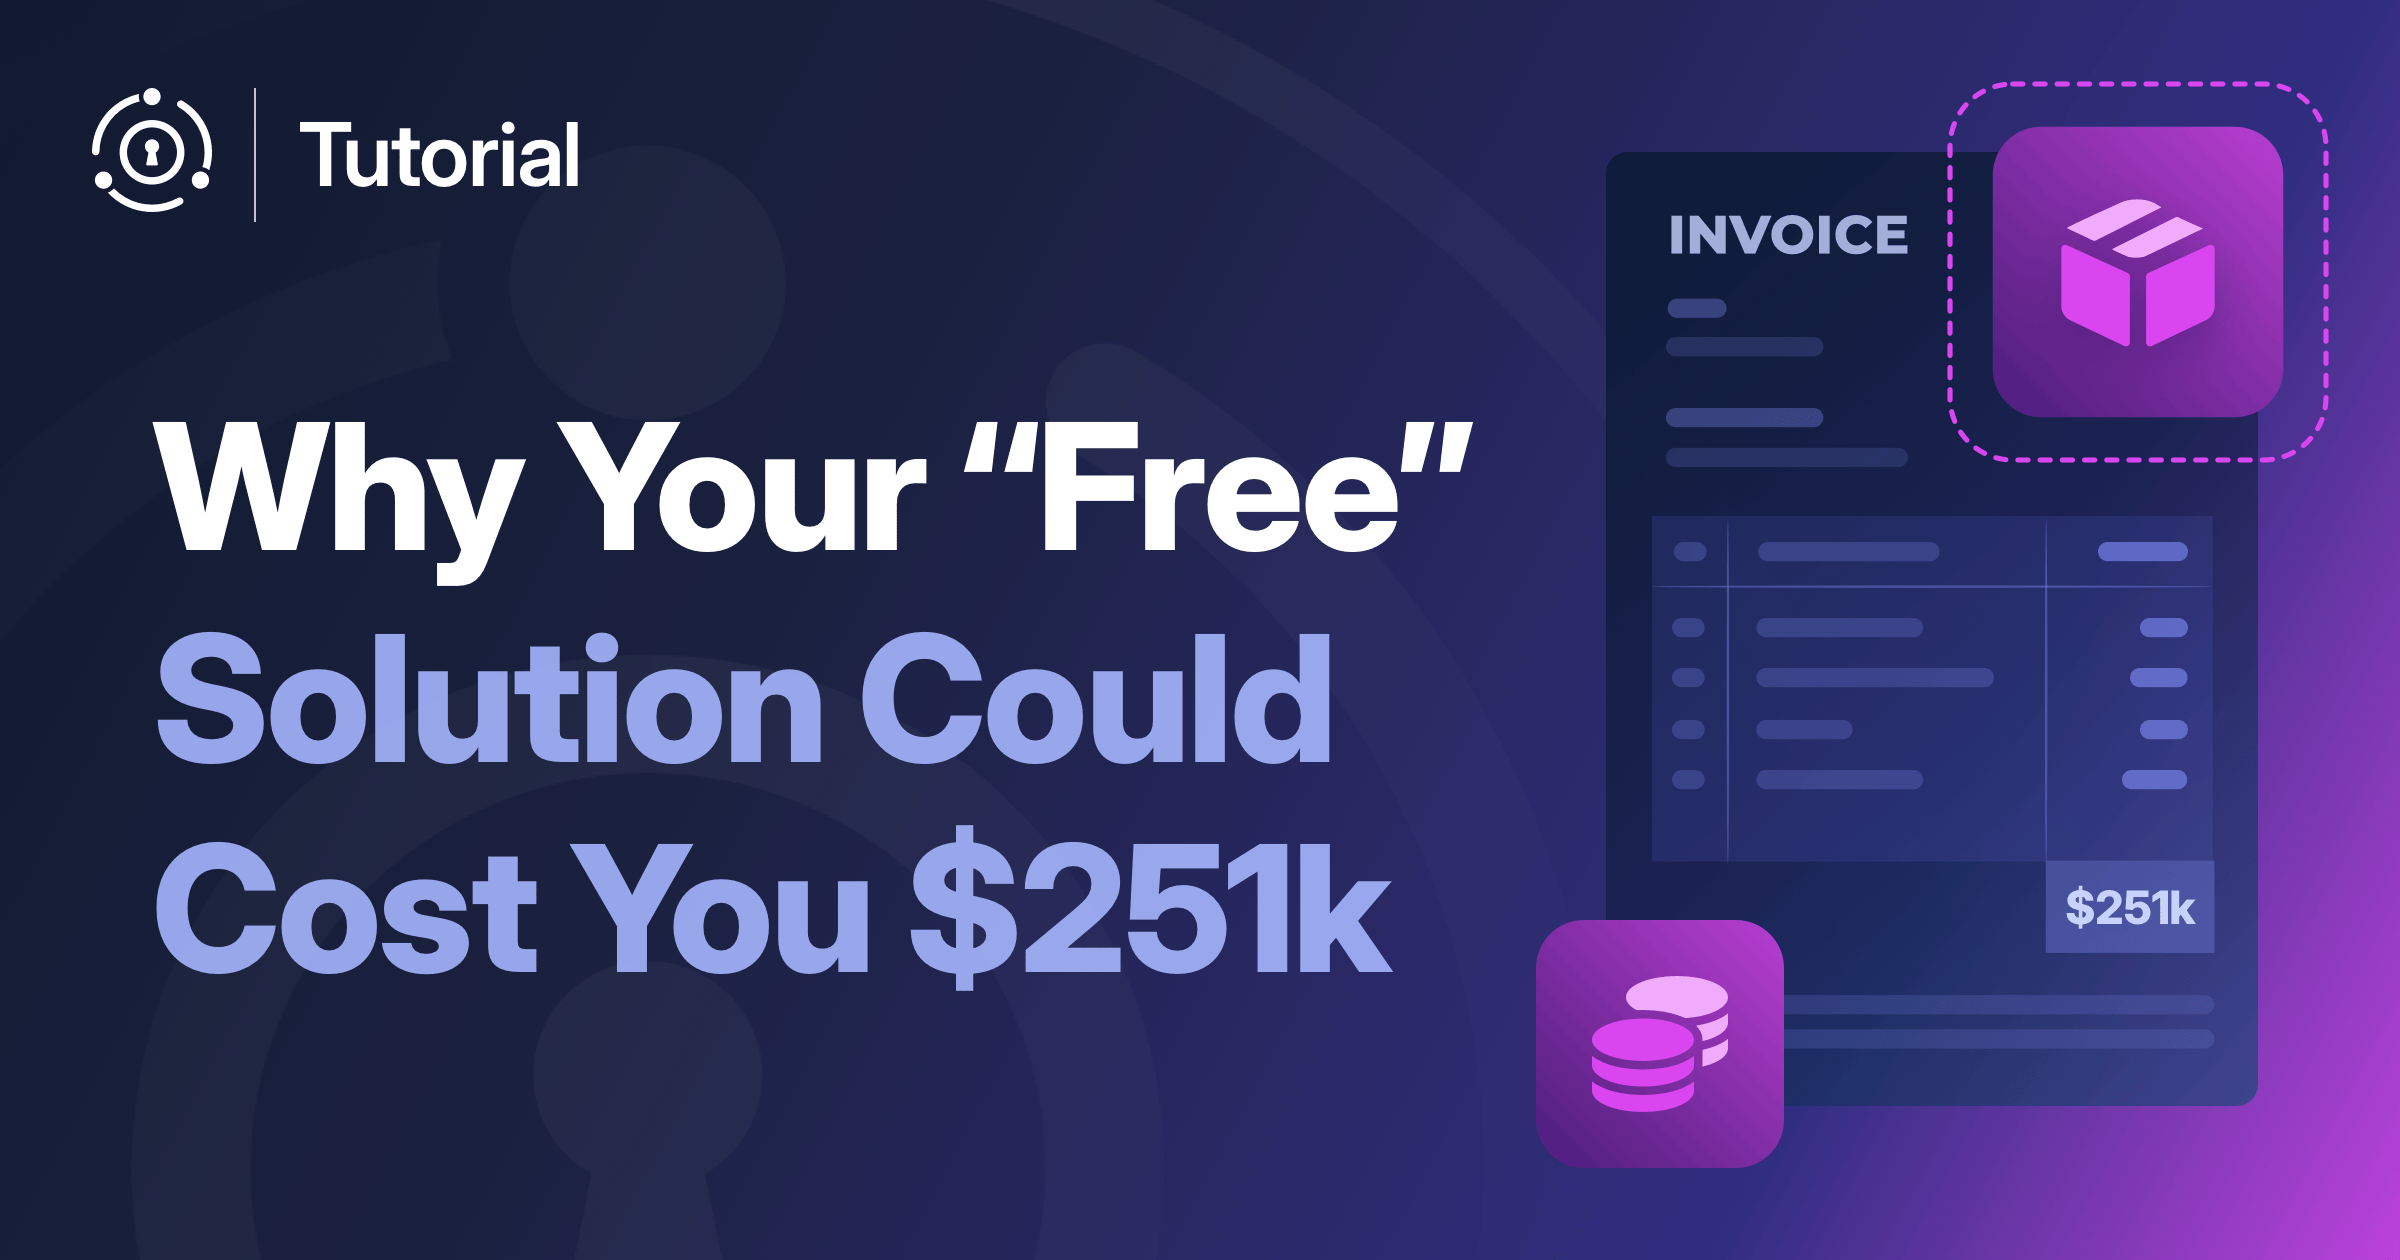 Tutorial
Why Your “Free”
Solution Could
Cost You $251k
INVOICE
$251k